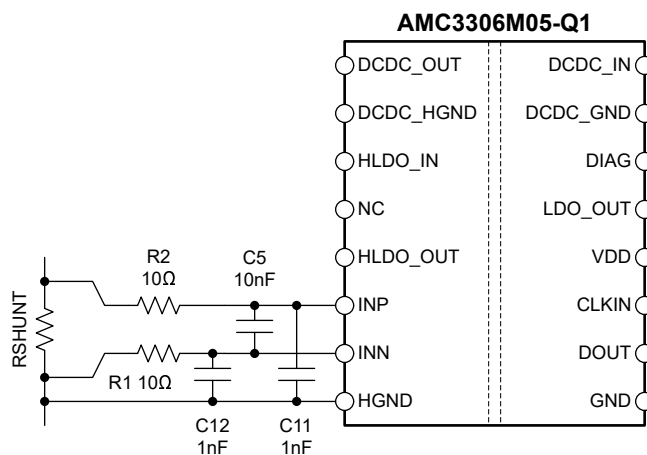 AMC3306M05-Q1
DCDC_OUT
DCDC_IN
DCDC_HGND
DCDC_GND
HLDO_IN
DIAG
NC
LDO_OUT
HLDO_OUT
VDD
R2
10Ω
C5
10nF
INP
CLKIN
RSHUNT
INN
DOUT
R1 10Ω
HGND
GND
C12
1nF
C11
1nF